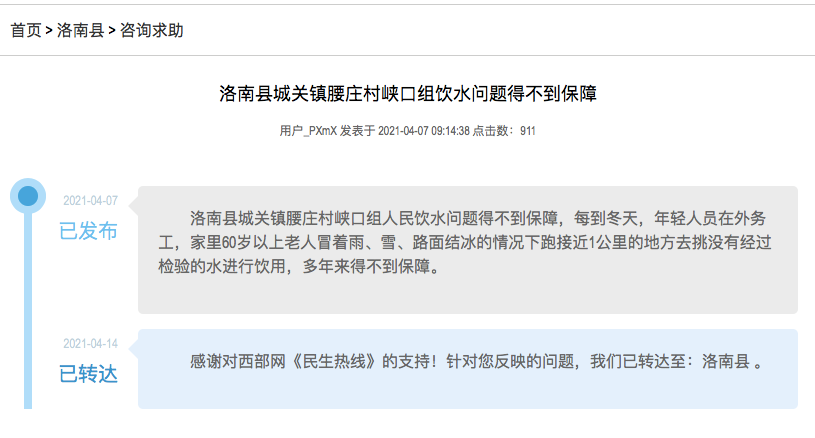 首页 > 洛南县 > 咨询求助
洛南县城关镇腰庄村峡口组饮水问题得不到保障
用户_PXmX 发表于 2021-04-07 09:14:38 点击数：911
2021-04-07
已发布
洛南县城关镇腰庄村峡口组人民饮水问题得不到保障，每到冬天，年轻人员在外务
工，家里60岁以上老人冒着雨、雪、路面结冰的情况下跑接近1公里的地方去挑没有经过
检验的水进行饮用，多年来得不到保障。
2021-04-14
已转达
感谢对西部网《民生热线》的支持！针对您反映的问题，我们已转达至：洛南县 。